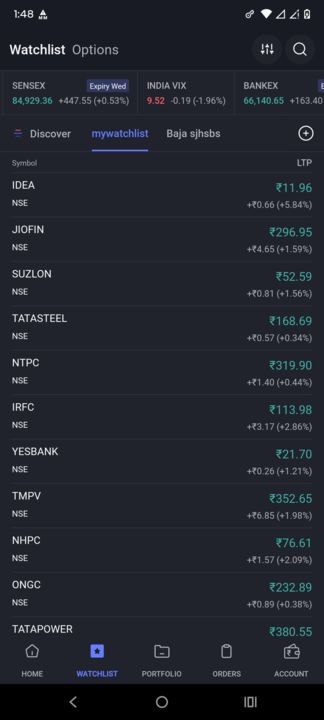 1:48
Watchlist Options
SENSEX Expiry Wed
84,929.36 +447.55 (+0.53%)
INDIA VIX
9.52 -0.19 (-1.96%)
BANKEX
66,140.65 +163.40
Discover mywatchlist Baja sjhsbs
Symbol LTP
IDEA ₹11.96
NSE +₹0.66 (+5.84%)
JIOFIN ₹296.95
NSE +₹4.65 (+1.59%)
SUZLON ₹52.59
NSE +₹0.81 (+1.56%)
TATASTEEL ₹168.69
NSE +₹0.57 (+0.34%)
NTPC ₹319.90
NSE +₹1.40 (+0.44%)
IRFC ₹113.98
NSE +₹3.17 (+2.86%)
YESBANK ₹21.70
NSE +₹0.26 (+1.21%)
TMPV ₹352.65
NSE +₹6.85 (+1.98%)
NHPC ₹76.61
NSE +₹1.57 (+2.09%)
ONGC ₹232.89
NSE +₹0.89 (+0.38%)
TATAPOWER ₹380.55
HOME WATCHLIST PORTFOLIO ORDERS ACCOUNT